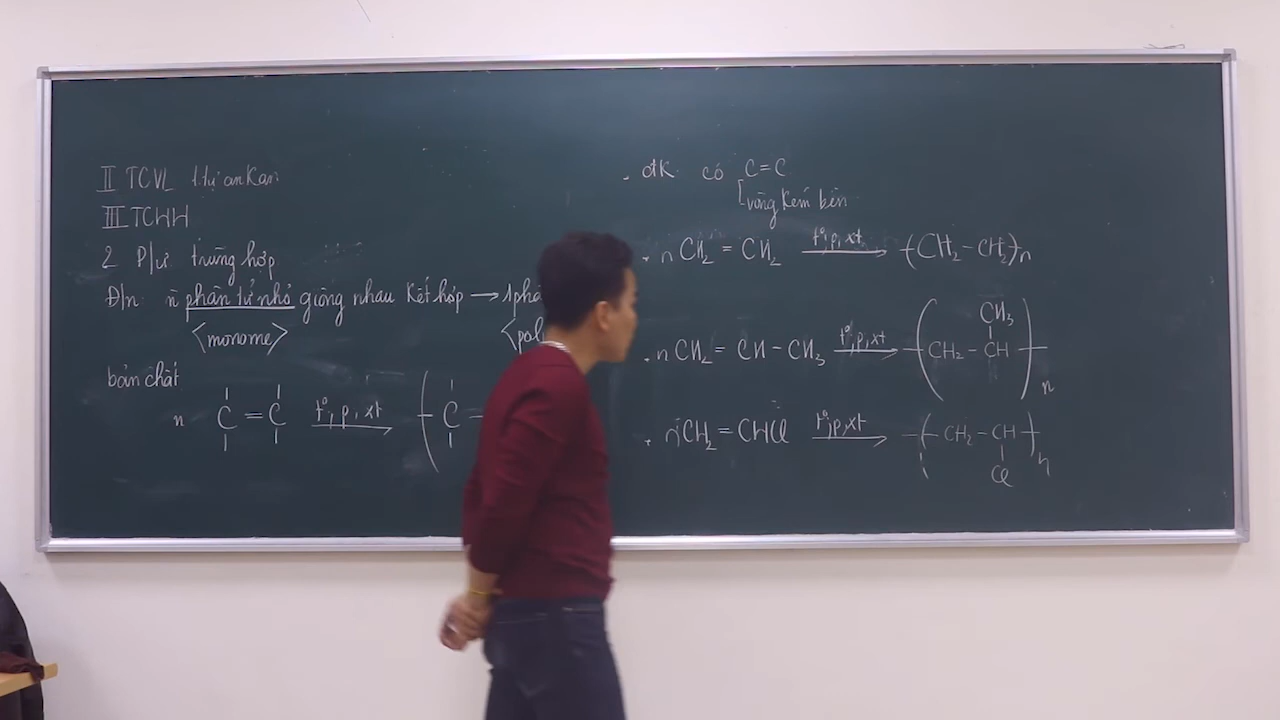 II TCVL t tự ankan
III TCHH
2 P/ư trùng hợp
Đ/n: n phân tử nhỏ giống nhau kết hợp → 1 phâ
<monome> <pol
bản chất
n C = C t°, p, xt ( C =
. đk có C=C
vòng kém bền
. n CH2 = CH2 t°,p,xt (CH2 - CH2)n
. n CH2 = CH - CH3 t°,p,xt ( CH2 - CH ) n
CH3
. n CH2 = CHCl t°,p,xt ( CH2 - CH ) n
Cl